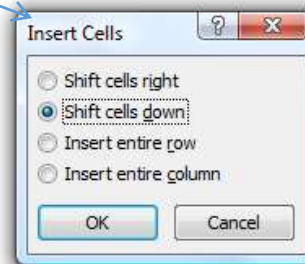 Insert Cells
?
Shift cells right
Shift cells down
Insert entire row
Insert entire column
OK Cancel